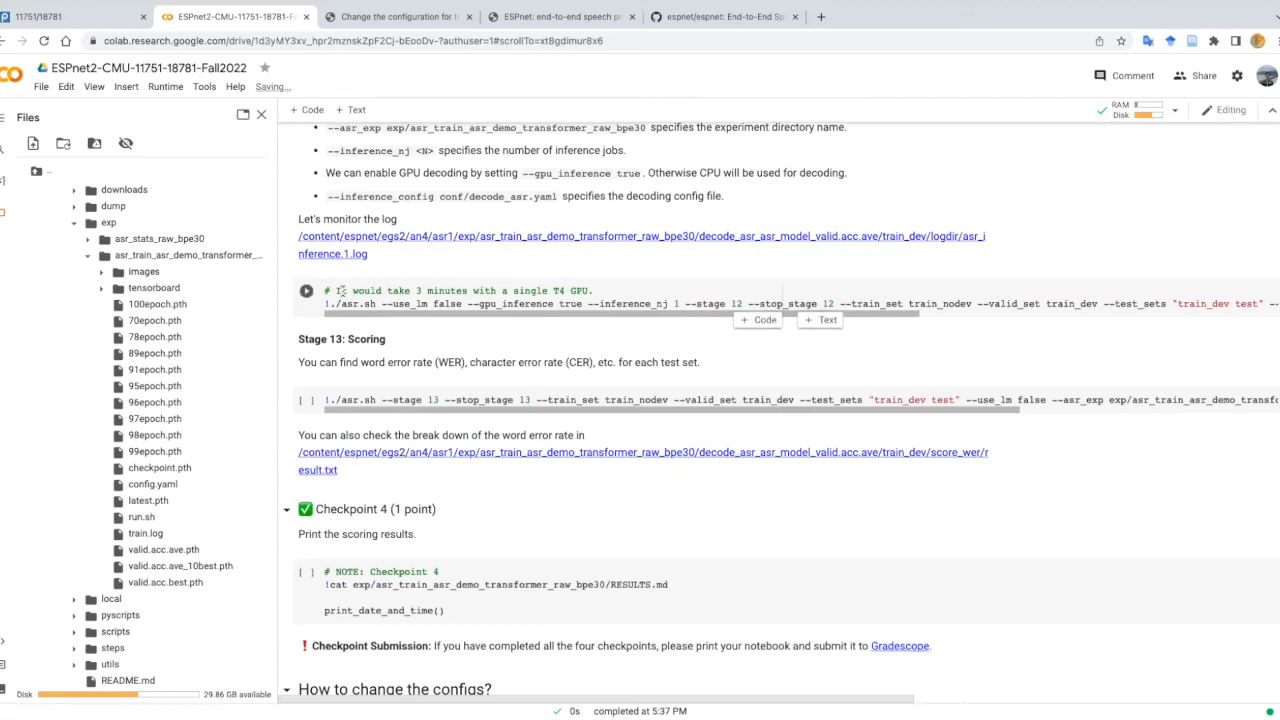 11751/18781
ESPnet2-CMU-11751-18781-F
Change the configuration for t
ESPnet: end-to-end speech pr
espnet/espnet: End-to-End Sp
colab.research.google.com/drive/1d3yMY3xv_hpr2mznskZpF2Cj-bEooDv-?authuser=1#scrollTo=xt8gdimur8x6
ESPnet2-CMU-11751-18781-Fall2022
File Edit View Insert Runtime Tools Help Saving...
Comment Share
Files
+ Code + Text
RAM
Disk
Editing
..
downloads
dump
exp
asr_stats_raw_bpe30
asr_train_asr_demo_transformer_...
images
tensorboard
100epoch.pth
70epoch.pth
78epoch.pth
89epoch.pth
91epoch.pth
95epoch.pth
96epoch.pth
97epoch.pth
98epoch.pth
99epoch.pth
checkpoint.pth
config.yaml
latest.pth
run.sh
train.log
valid.acc.ave.pth
valid.acc.ave_10best.pth
valid.acc.best.pth
local
pyscripts
scripts
steps
utils
README.md
Disk 29.86 GB available
• --asr_exp exp/asr_train_asr_demo_transformer_raw_bpe30 specifies the experiment directory name.
• --inference_nj <N> specifies the number of inference jobs.
• We can enable GPU decoding by setting --gpu_inference true. Otherwise CPU will be used for decoding.
• --inference_config conf/decode_asr.yaml specifies the decoding config file.
Let's monitor the log
/content/espnet/egs2/an4/asr1/exp/asr_train_asr_demo_transformer_raw_bpe30/decode_asr_asr_model_valid.acc.ave/train_dev/logdir/asr_i
nference.1.log
# It would take 3 minutes with a single T4 GPU.
!./asr.sh --use_lm false --gpu_inference true --inference_nj 1 --stage 12 --stop_stage 12 --train_set train_nodev --valid_set train_dev --test_sets "train_dev test" --
+ Code + Text
Stage 13: Scoring
You can find word error rate (WER), character error rate (CER), etc. for each test set.
[ ] !./asr.sh --stage 13 --stop_stage 13 --train_set train_nodev --valid_set train_dev --test_sets "train_dev test" --use_lm false --asr_exp exp/asr_train_asr_demo_transfo
You can also check the break down of the word error rate in
/content/espnet/egs2/an4/asr1/exp/asr_train_asr_demo_transformer_raw_bpe30/decode_asr_asr_model_valid.acc.ave/train_dev/score_wer/r
esult.txt
✅ Checkpoint 4 (1 point)
Print the scoring results.
[ ] # NOTE: Checkpoint 4
!cat exp/asr_train_asr_demo_transformer_raw_bpe30/RESULTS.md
print_date_and_time()
❗ Checkpoint Submission: If you have completed all the four checkpoints, please print your notebook and submit it to Gradescope.
How to change the configs?
0s completed at 5:37 PM